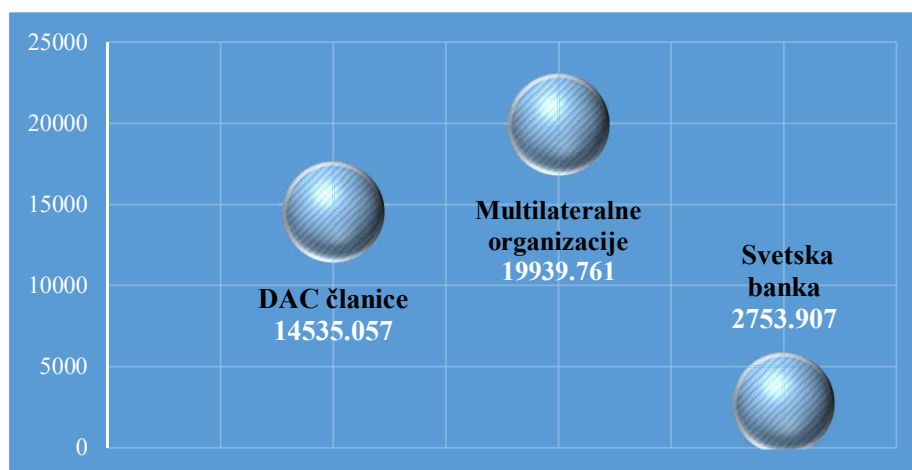 25000
20000
15000
10000
5000
0
DAC članice
14535.057
Multilateralne
organizacije
19939.761
Svetska
banka
2753.907